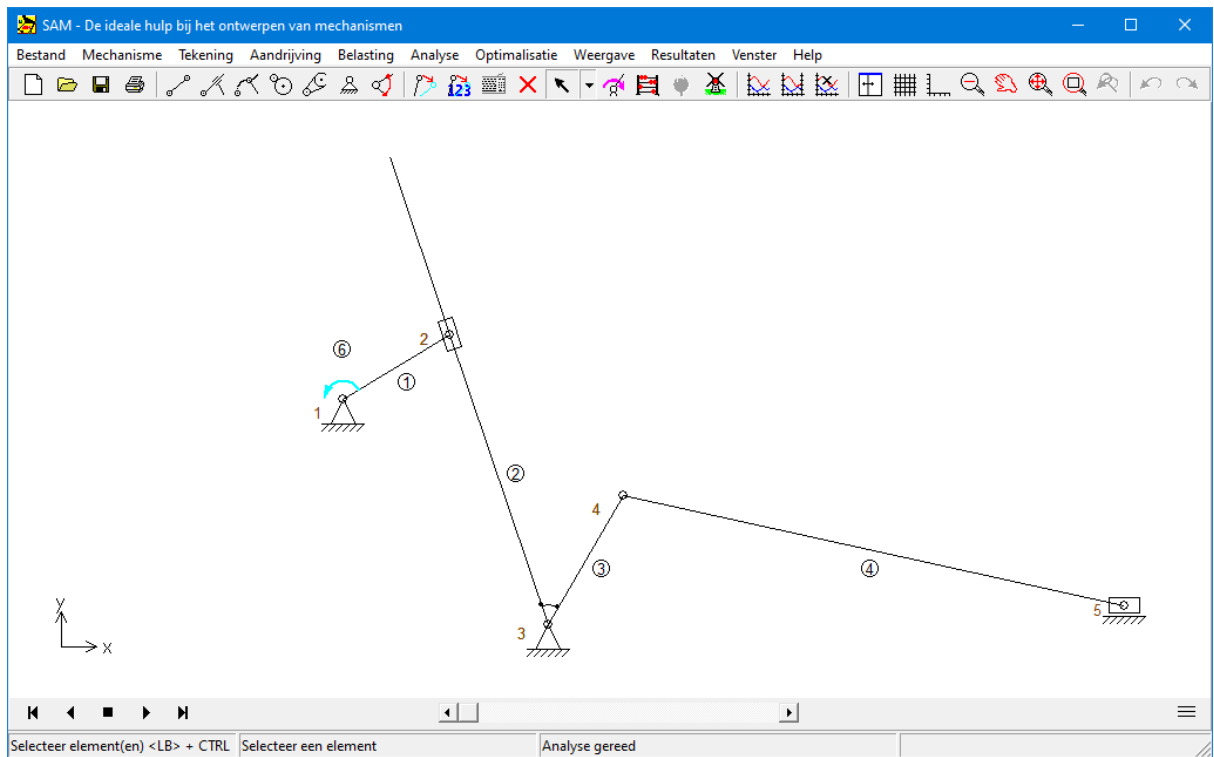 SAM - De ideale hulp bij het ontwerpen van mechanismen
Bestand Mechanisme Tekening Aandrijving Belasting Analyse Optimalisatie Weergave Resultaten Venster Help
123
2
⑥
①
1
②
4
③
④
5
3
y
x
Selecteer element(en) <LB> + CTRL Selecteer een element Analyse gereed